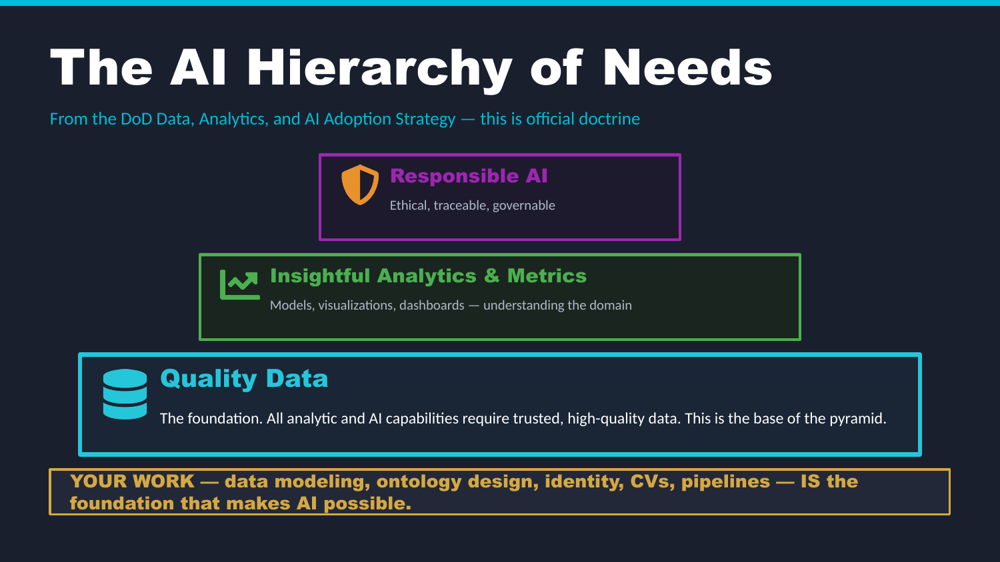 The AI Hierarchy of Needs
From the DoD Data, Analytics, and AI Adoption Strategy — this is official doctrine
Responsible AI
Ethical, traceable, governable
Insightful Analytics & Metrics
Models, visualizations, dashboards — understanding the domain
Quality Data
The foundation. All analytic and AI capabilities require trusted, high-quality data. This is the base of the pyramid.
YOUR WORK — data modeling, ontology design, identity, CVs, pipelines — IS the
foundation that makes AI possible.